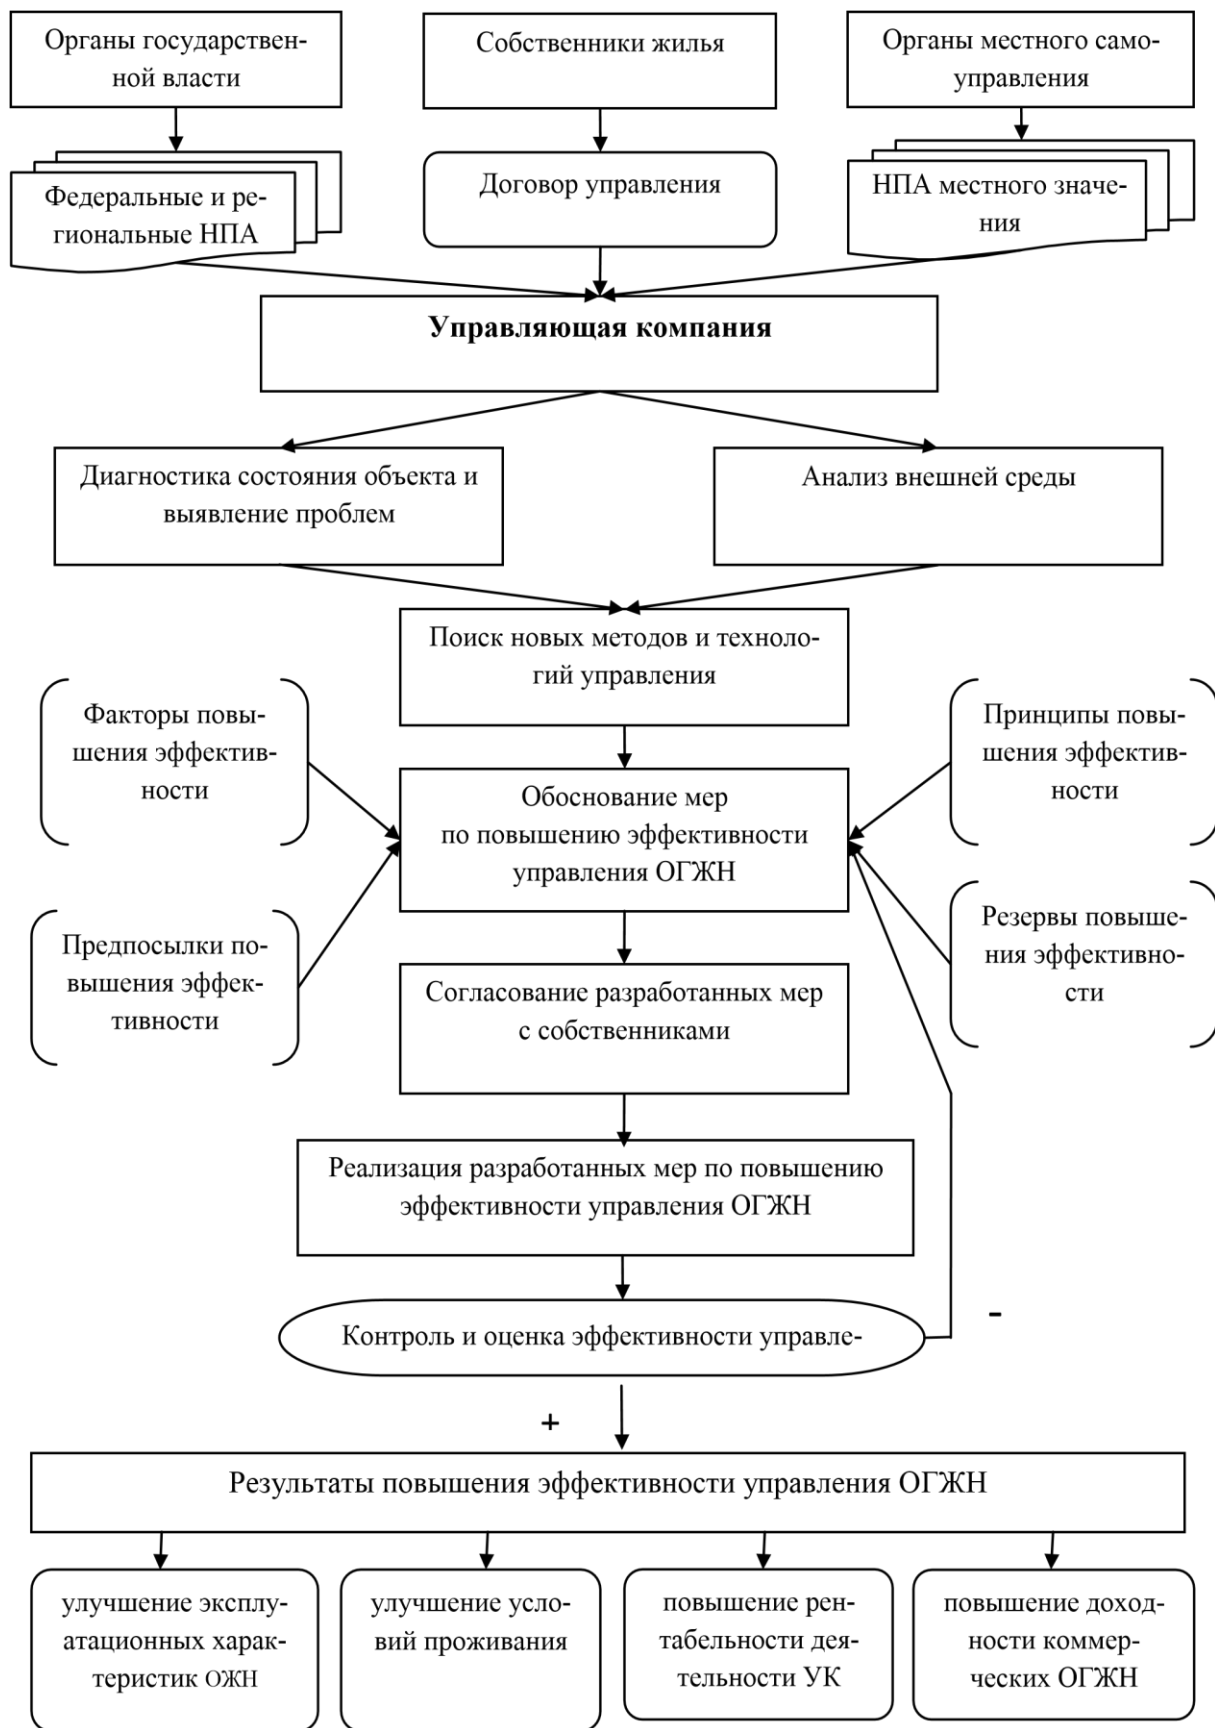 Органы государствен-
ной власти
Собственники жилья
Органы местного само-
управления
Федеральные и ре-
гиональные НПА
Договор управления
НПА местного значе-
ния
Управляющая компания
Диагностика состояния объекта и
выявление проблем
Анализ внешней среды
Поиск новых методов и техноло-
гий управления
Факторы повы-
шения эффектив-
ности
Принципы повы-
шения эффектив-
ности
Обоснование мер
по повышению эффективности
управления ОГЖН
Предпосылки по-
вышения эффек-
тивности
Резервы повыше-
ния эффективно-
сти
Согласование разработанных мер
с собственниками
Реализация разработанных мер по повышению
эффективности управления ОГЖН
-
Контроль и оценка эффективности управле-
+
Результаты повышения эффективности управления ОГЖН
улучшение эксплу-
атационных харак-
теристик ОЖН
улучшение усло-
вий проживания
повышение рен-
табельности дея-
тельности УК
повышение доход-
ности коммер-
ческих ОГЖН